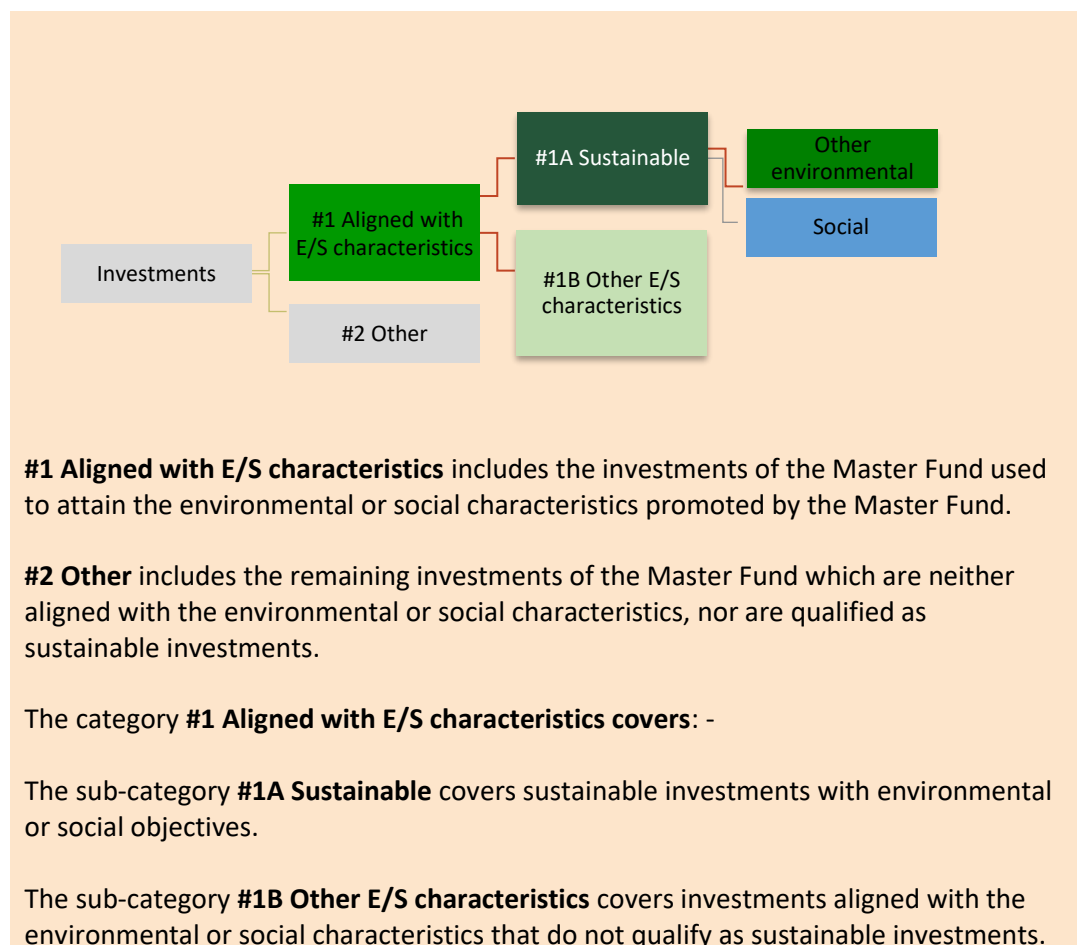 #1A Sustainable
Other
environmental
#1 Aligned with
E/S characteristics
Social
Investments
#1B Other E/S
characteristics
#2 Other
#1 Aligned with E/S characteristics includes the investments of the Master Fund used
to attain the environmental or social characteristics promoted by the Master Fund.
#2 Other includes the remaining investments of the Master Fund which are neither
aligned with the environmental or social characteristics, nor are qualified as
sustainable investments.
The category #1 Aligned with E/S characteristics covers: -
The sub-category #1A Sustainable covers sustainable investments with environmental
or social objectives.
The sub-category #1B Other E/S characteristics covers investments aligned with the
environmental or social characteristics that do not qualify as sustainable investments.